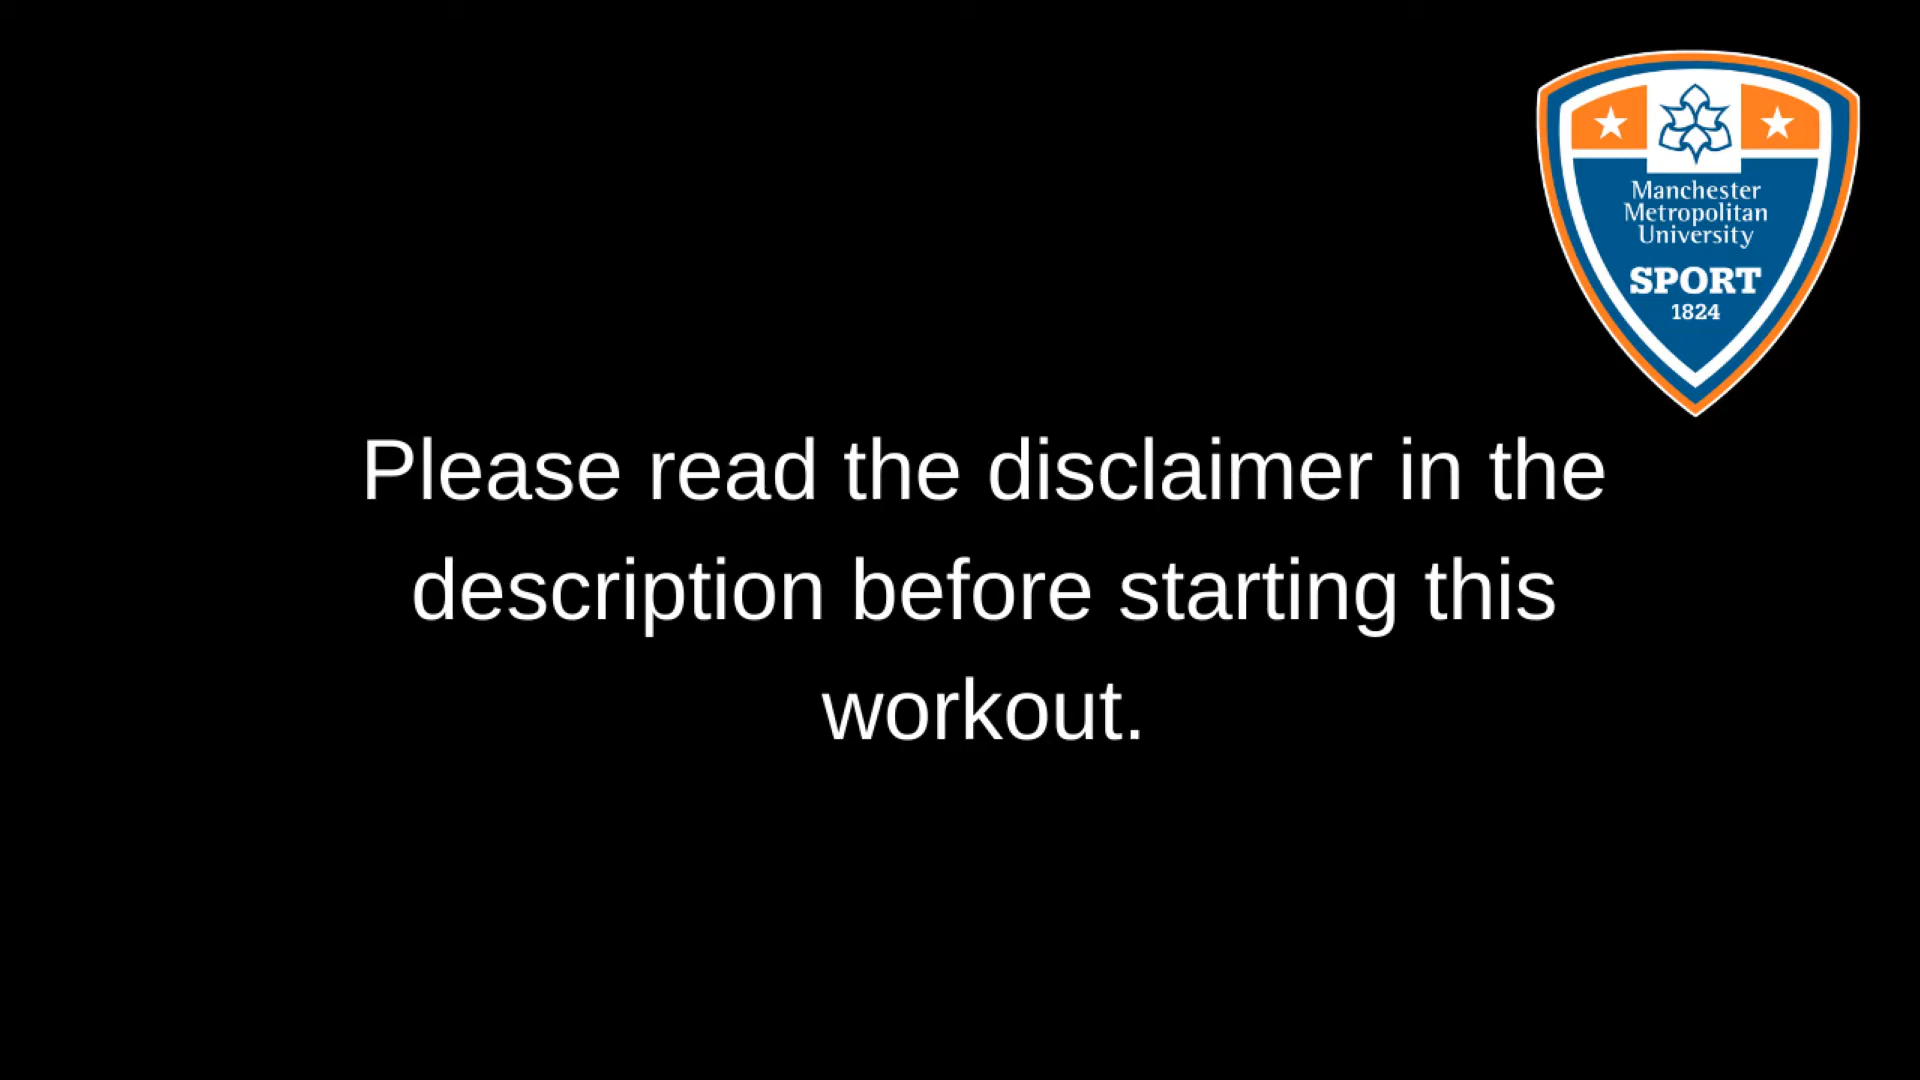 Manchester
Metropolitan
University
SPORT
1824
Please read the disclaimer in the
description before starting this
workout.